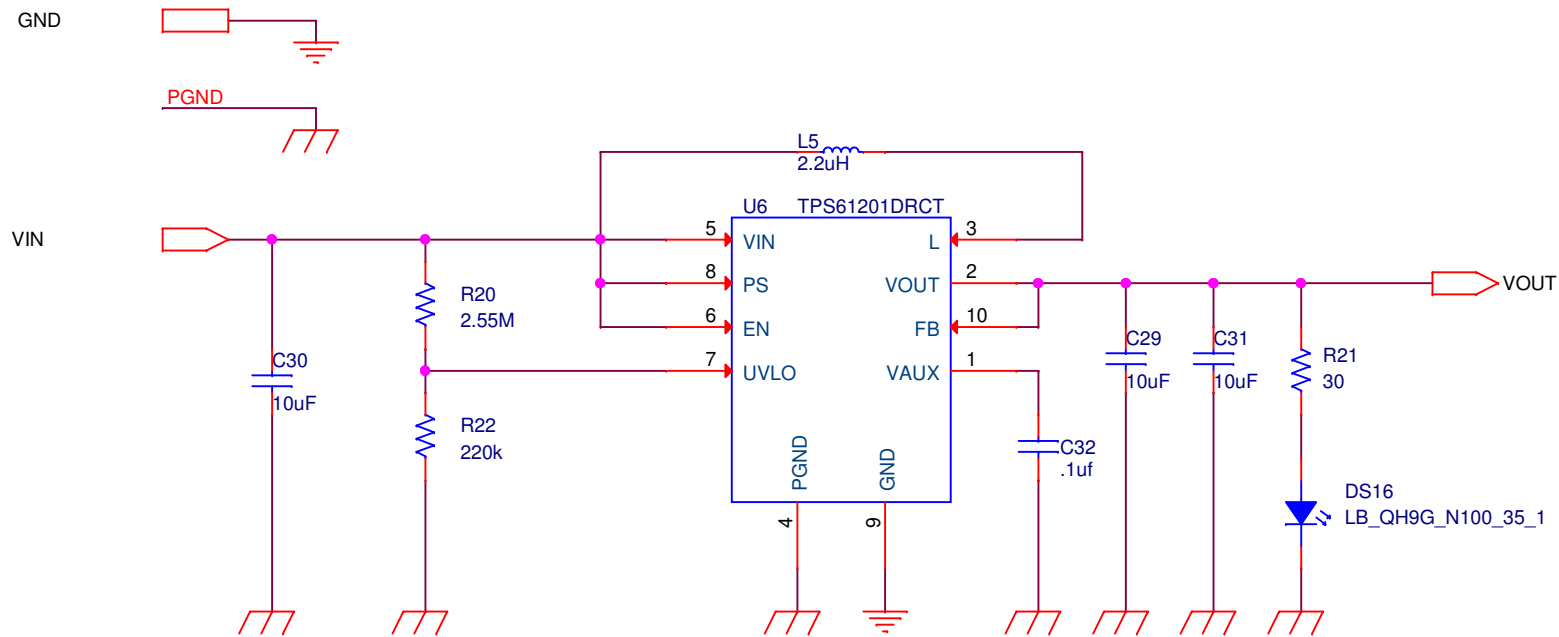 GND
PGND
L5
2.2uH
U6 TPS61201DRCT
VIN
5 VIN
L 3
8 PS
VOUT 2
VOUT
R20
2.55M
6 EN
FB 10
C30
10uF
7 UVLO
VAUX 1
C29
10uF
C31
10uF
R21
30
R22
220k
PGND
GND
C32
.1uf
4
9
DS16
LB_QH9G_N100_35_1